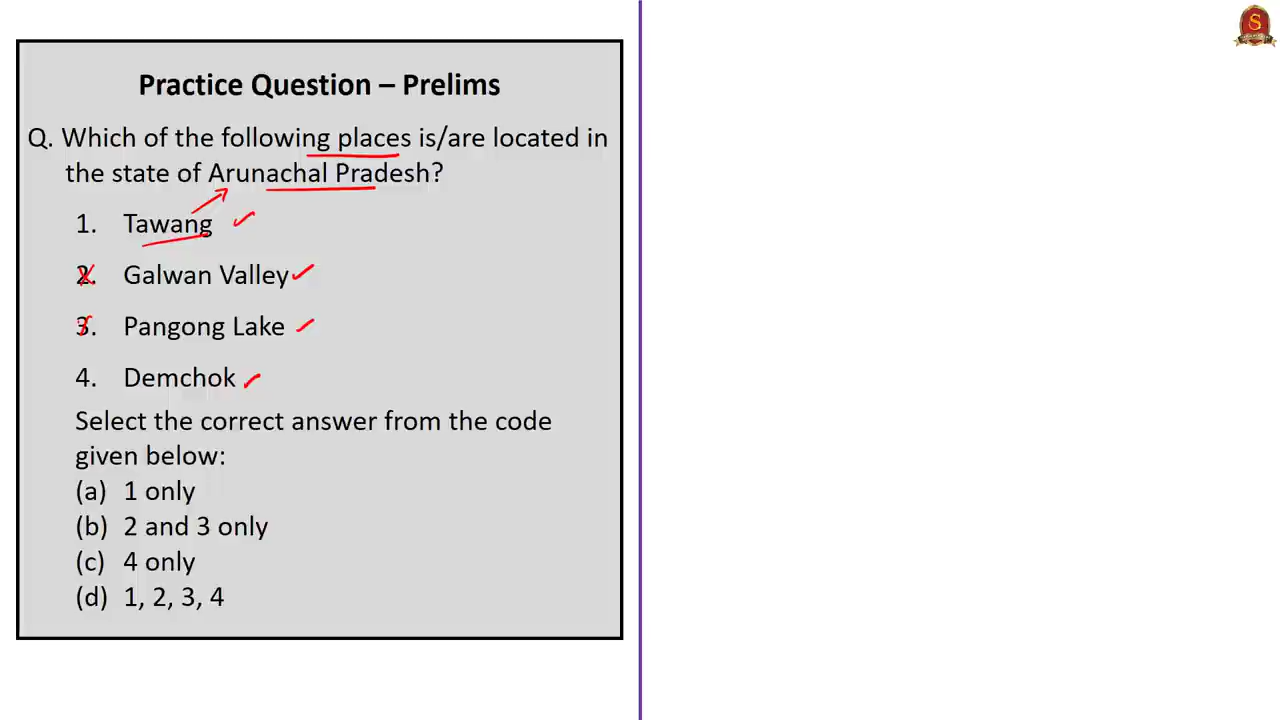 Practice Question – Prelims
Q. Which of the following places is/are located in
the state of Arunachal Pradesh?
1. Tawang
2. Galwan Valley
3. Pangong Lake
4. Demchok
Select the correct answer from the code
given below:
(a) 1 only
(b) 2 and 3 only
(c) 4 only
(d) 1, 2, 3, 4
S